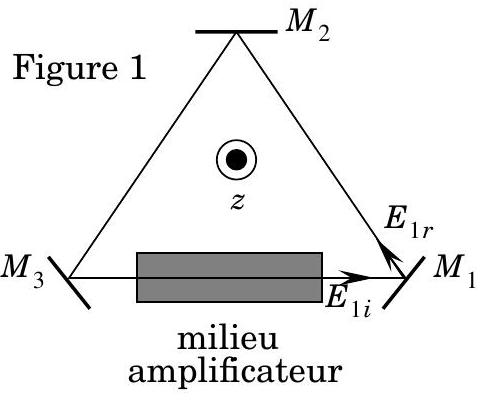 M2
Figure 1
z
E1r
M3
M1
E1i
milieu
amplificateur